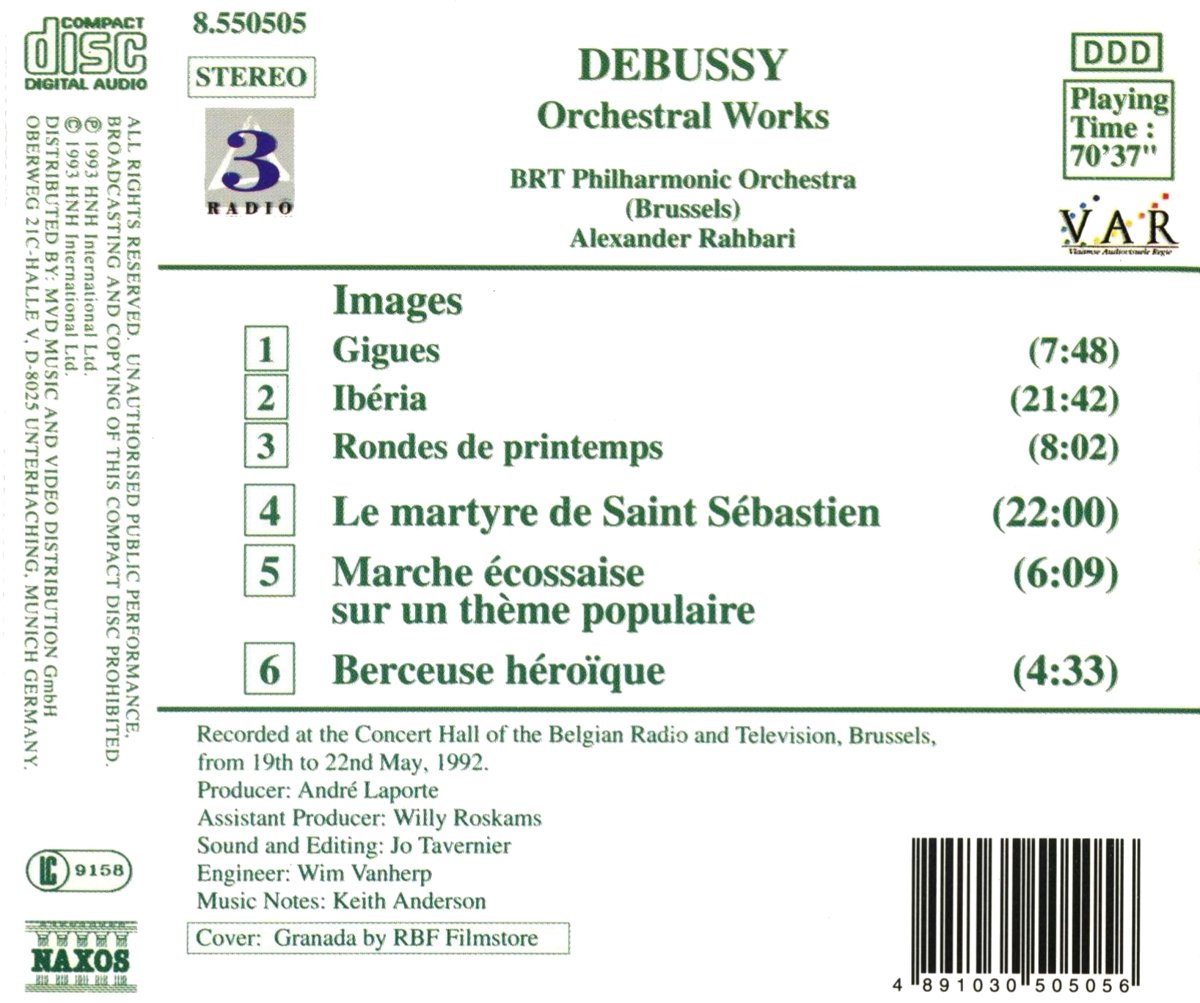 COMPACT
disc
DIGITAL AUDIO
8.550505
STEREO
3
RADIO
DEBUSSY
Orchestral Works
BRT Philharmonic Orchestra
(Brussels)
Alexander Rahbari
DDD
Playing
Time :
70'37"
VAR
Vlaamse Audiovisuele Regie
Images
1 Gigues (7:48)
2 Ibéria (21:42)
3 Rondes de printemps (8:02)
4 Le martyre de Saint Sébastien (22:00)
5 Marche écossaise (6:09)
sur un thème populaire
6 Berceuse héroïque (4:33)
Recorded at the Concert Hall of the Belgian Radio and Television, Brussels,
from 19th to 22nd May, 1992.
Producer: André Laporte
Assistant Producer: Willy Roskams
Sound and Editing: Jo Tavernier
Engineer: Wim Vanherp
Music Notes: Keith Anderson
Cover: Granada by RBF Filmstore
4 891030 505056
ALL RIGHTS RESERVED. UNAUTHORISED PUBLIC PERFORMANCE,
BROADCASTING AND COPYING OF THIS COMPACT DISC PROHIBITED.
℗ 1993 HNH International Ltd.
© 1993 HNH International Ltd.
DISTRIBUTED BY: MVD MUSIC AND VIDEO DISTRIBUTION GmbH
OBERWEG 21C-HALLE V, D-8025 UNTERHACHING, MUNICH GERMANY.
LC 9158
NAXOS